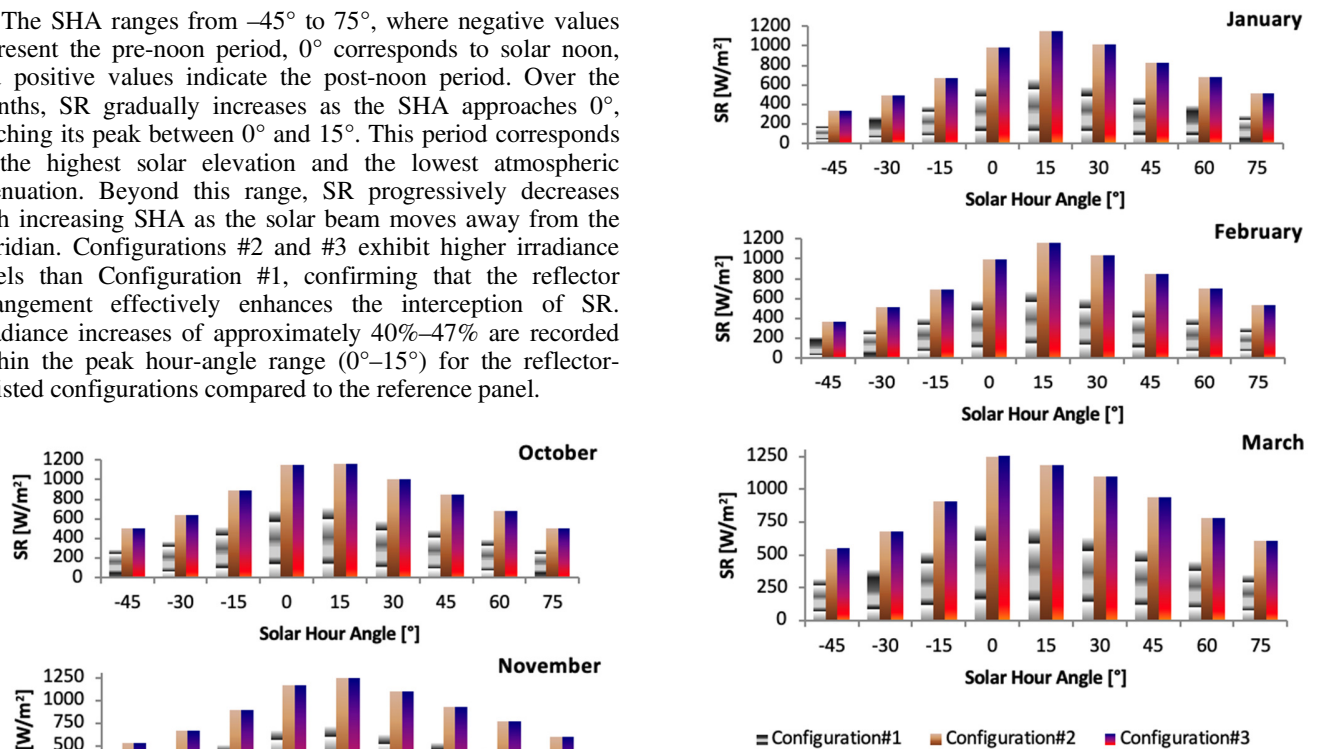 The SHA ranges from –45° to 75°, where negative values
present the pre-noon period, 0° corresponds to solar noon,
positive values indicate the post-noon period. Over the
nths, SR gradually increases as the SHA approaches 0°,
ching its peak between 0° and 15°. This period corresponds
the highest solar elevation and the lowest atmospheric
enuation. Beyond this range, SR progressively decreases
h increasing SHA as the solar beam moves away from the
ridian. Configurations #2 and #3 exhibit higher irradiance
els than Configuration #1, confirming that the reflector
angement effectively enhances the interception of SR.
diance increases of approximately 40%–47% are recorded
hin the peak hour-angle range (0°–15°) for the reflector-
isted configurations compared to the reference panel.
October
SR [W/m²]
1200
1000
800
600
400
200
0
-45 -30 -15 0 15 30 45 60 75
Solar Hour Angle [°]
November
[W/m²]
1250
1000
750
500
January
SR [W/m²]
1200
1000
800
600
400
200
0
-45 -30 -15 0 15 30 45 60 75
Solar Hour Angle [°]
February
SR [W/m²]
1200
1000
800
600
400
200
0
-45 -30 -15 0 15 30 45 60 75
Solar Hour Angle [°]
March
SR [W/m²]
1250
1000
750
500
250
0
-45 -30 -15 0 15 30 45 60 75
Solar Hour Angle [°]
Configuration#1 Configuration#2 Configuration#3